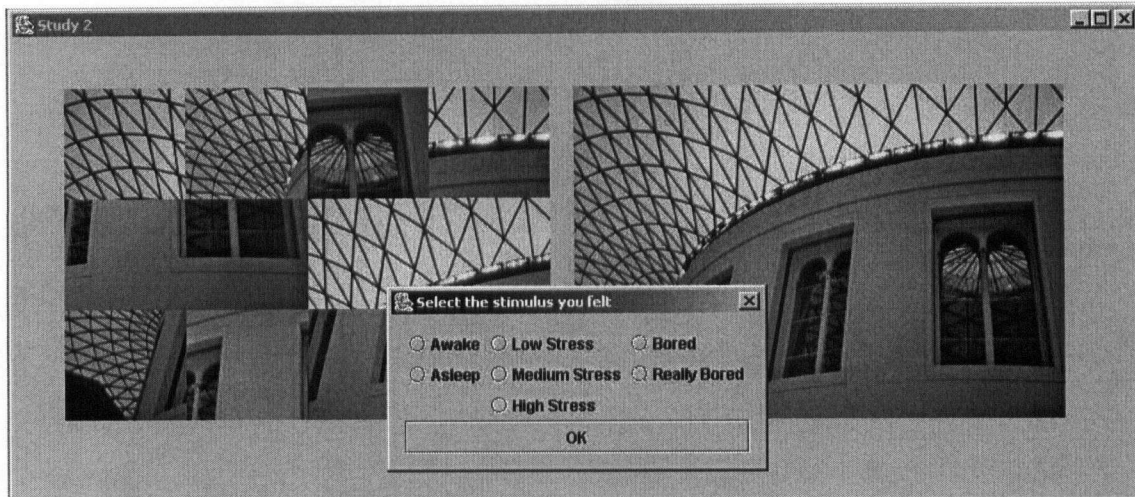 Study 2
Select the stimulus you felt
Awake Low Stress Bored
Asleep Medium Stress Really Bored
High Stress
OK